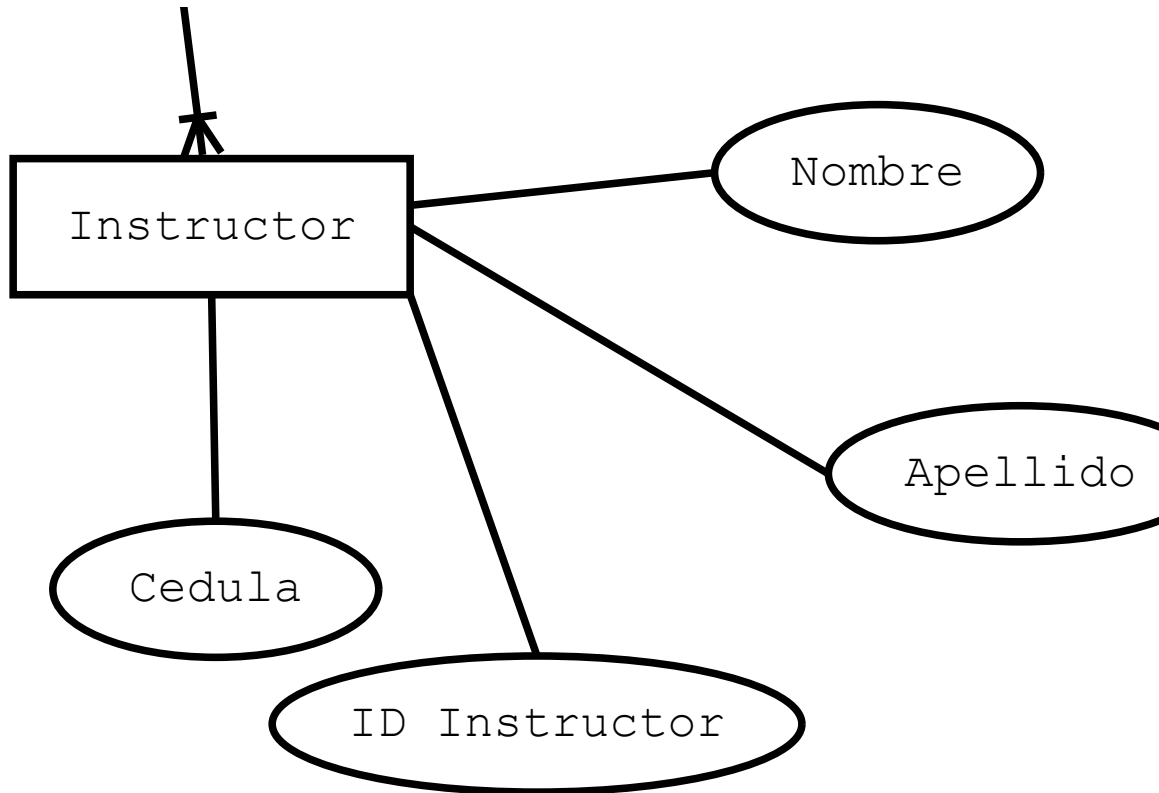 Nombre
Instructor
Apellido
Cedula
ID Instructor